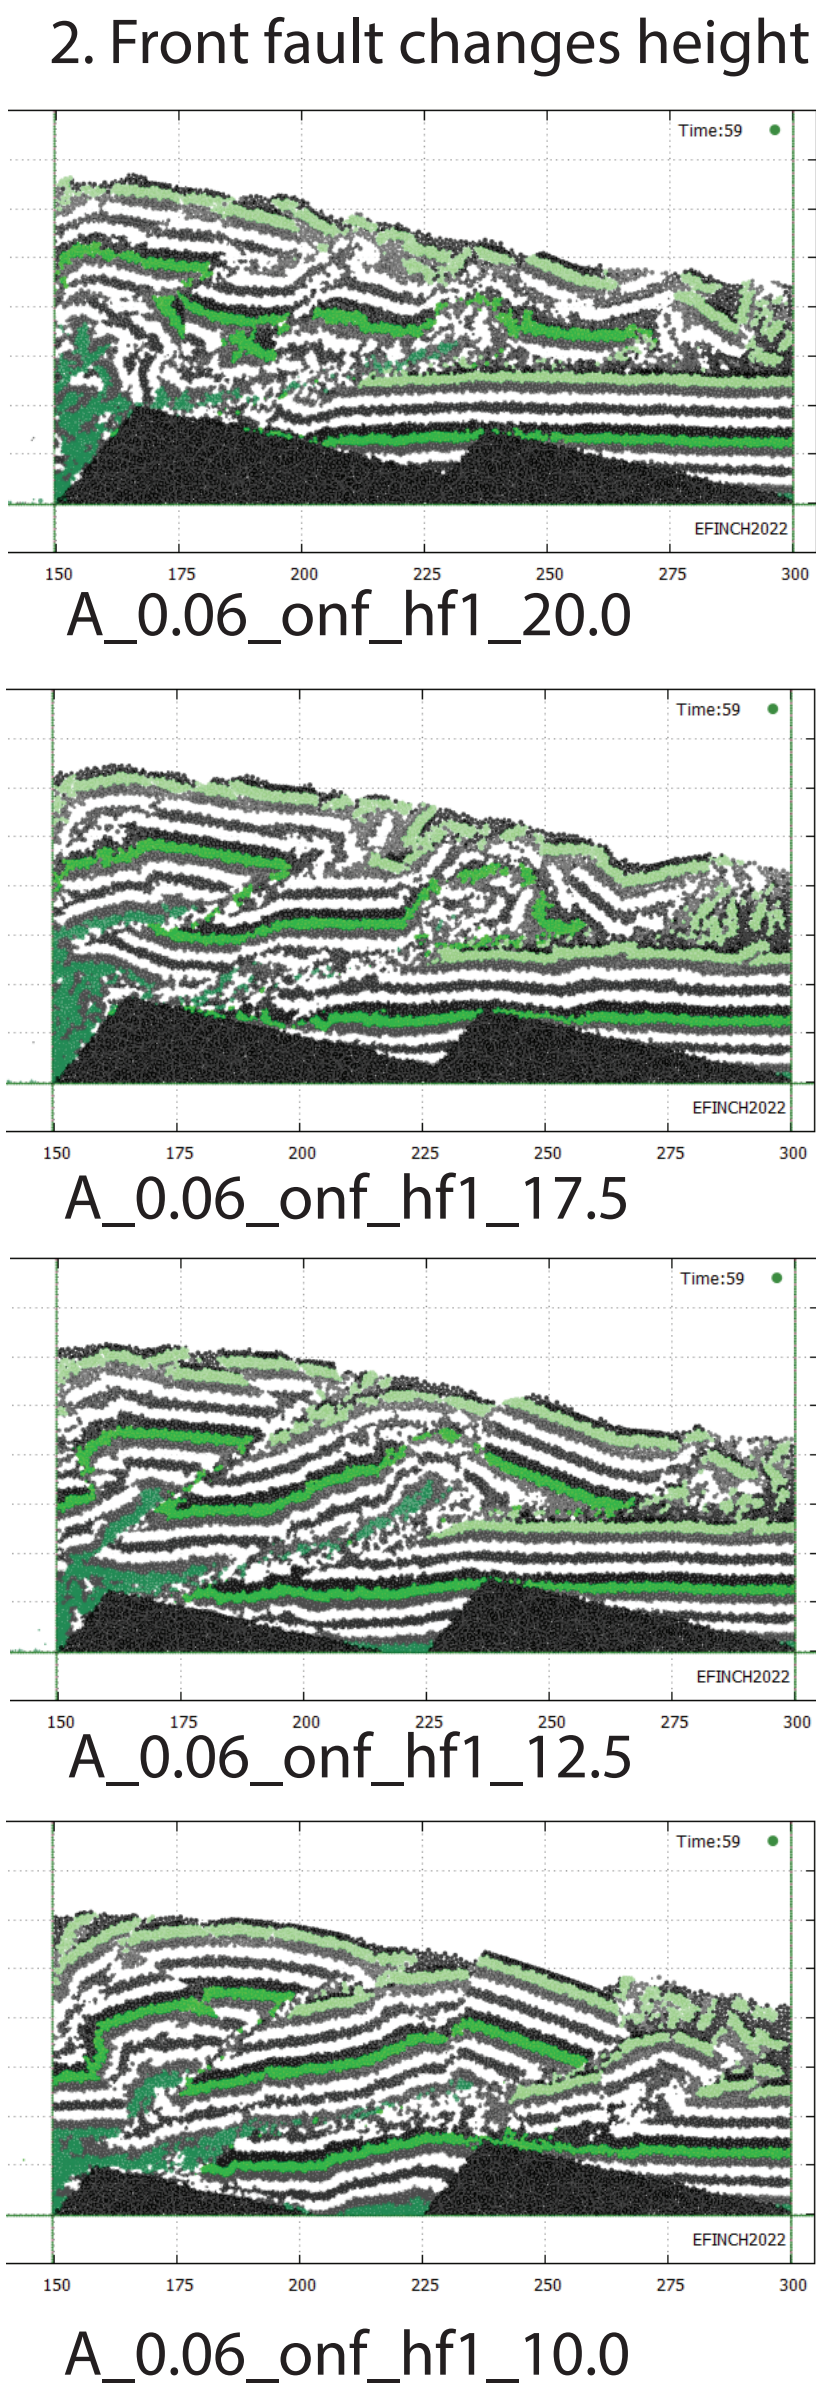 2. Front fault changes height
Time:59
EFINCH2022
150 175 200 225 250 275 300
A_0.06_onf_hf1_20.0
Time:59
EFINCH2022
150 175 200 225 250 275 300
A_0.06_onf_hf1_17.5
Time:59
EFINCH2022
150 175 200 225 250 275 300
A_0.06_onf_hf1_12.5
Time:59
EFINCH2022
150 175 200 225 250 275 300
A_0.06_onf_hf1_10.0